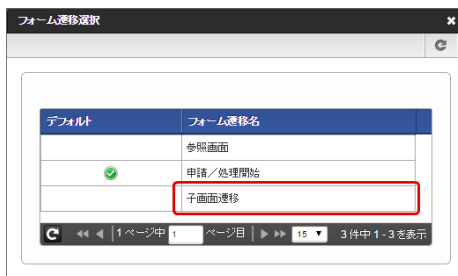 フォーム遷移選択
デフォルト フォーム遷移名
参照画面
申請／処理開始
子画面遷移
1 ページ中 1 ページ目 15 3 件中 1 - 3 を表示